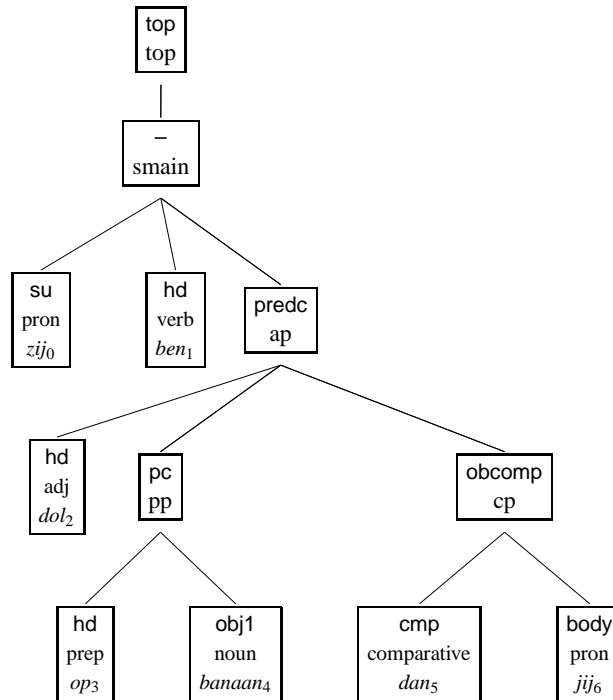 top
top
–
smain
su
pron
zij0
hd
verb
ben1
predc
ap
hd
adj
dol2
pc
pp
obcomp
cp
hd
prep
op3
obj1
noun
banaan4
cmp
comparative
dan5
body
pron
jij6